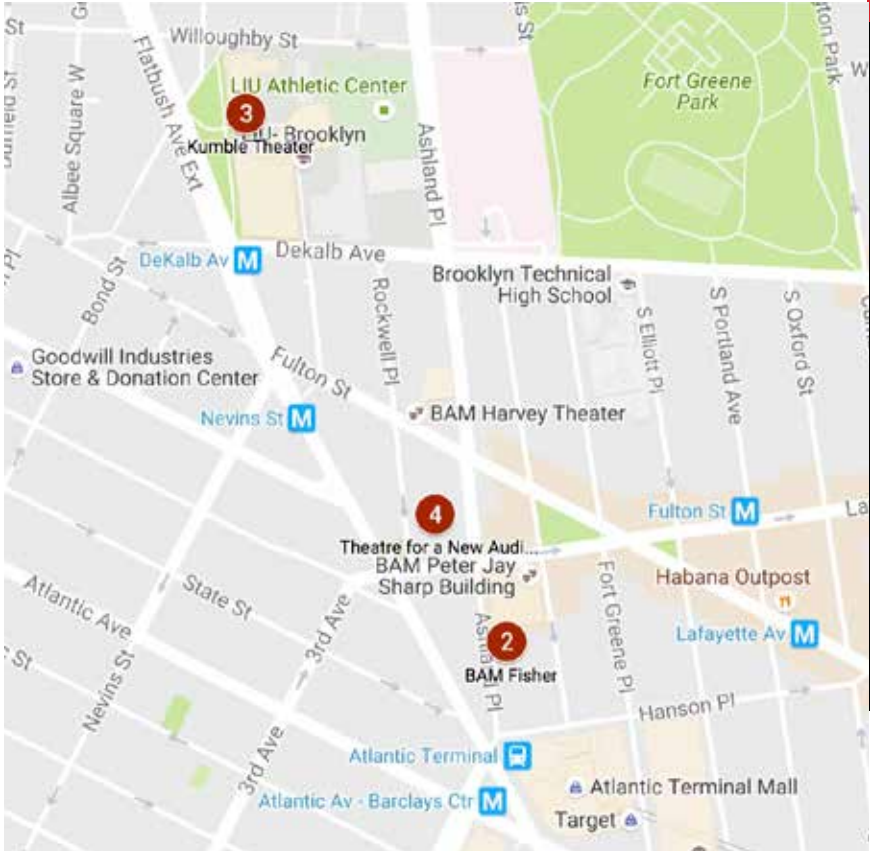 St
Willoughby St
LIU Athletic Center
Fort Greene
Park
Flatbush Ave Ext
Albee Square W
3
LIU- Brooklyn
Kumble Theater
Ashland Pl
DeKalb Av M
Dekalb Ave
Brooklyn Technical
High School
Bond St
Rockwell Pl
S Elliott Pl
S Portland Ave
S Oxford St
Goodwill Industries
Store & Donation Center
Fulton St
Nevins St M
BAM Harvey Theater
4
Theatre for a New Audi...
Fulton St M
La
BAM Peter Jay
Sharp Building
Habana Outpost
State St
Atlantic Ave
3rd Ave
Fort Greene Pl
2
BAM Fisher
Ashland Pl
Lafayette Av M
St
Nevins St
Hanson Pl
3rd Ave
Atlantic Terminal
Atlantic Terminal Mall
Atlantic Av - Barclays Ctr M
Target